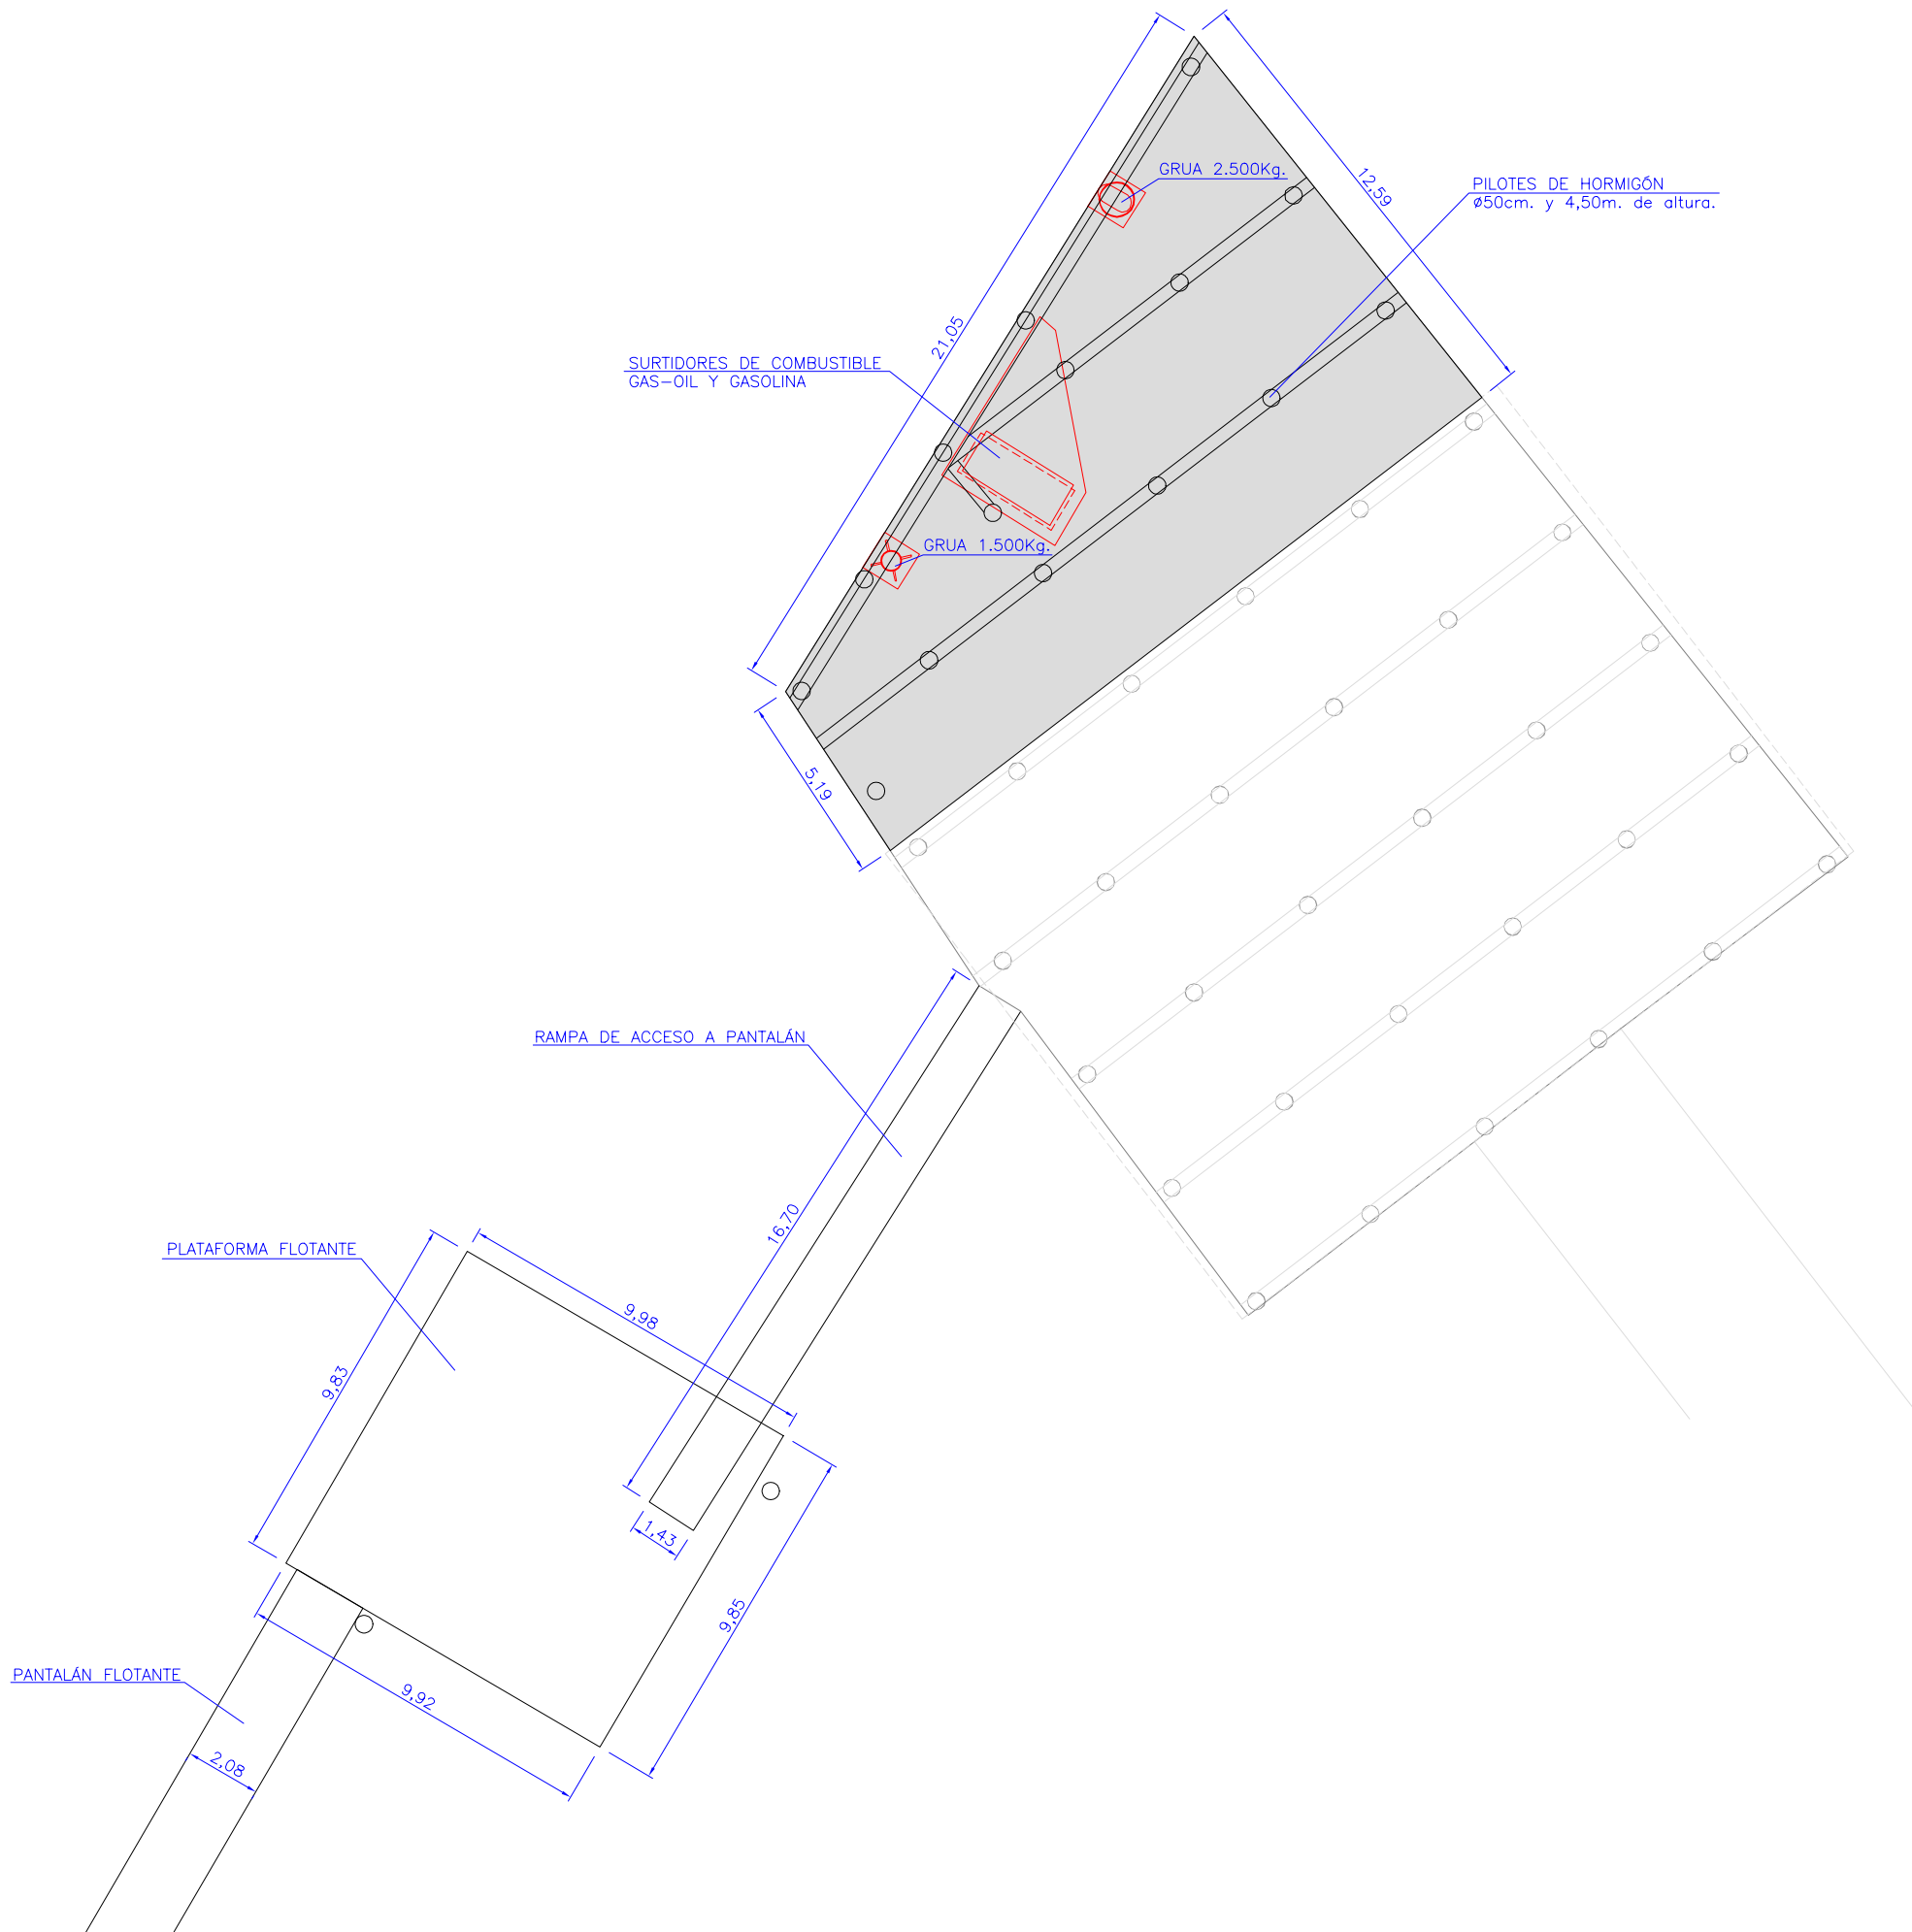 GRUA 2.500Kg.
12,59
PILOTES DE HORMIGÓN
ø50cm. y 4,50m. de altura.
21,05
SURTIDORES DE COMBUSTIBLE
GAS-OIL Y GASOLINA
GRUA 1.500Kg.
5,19
RAMPA DE ACCESO A PANTALÁN
16,70
PLATAFORMA FLOTANTE
9,98
9,83
1,43
9,85
PANTALÁN FLOTANTE
9,92
2,08